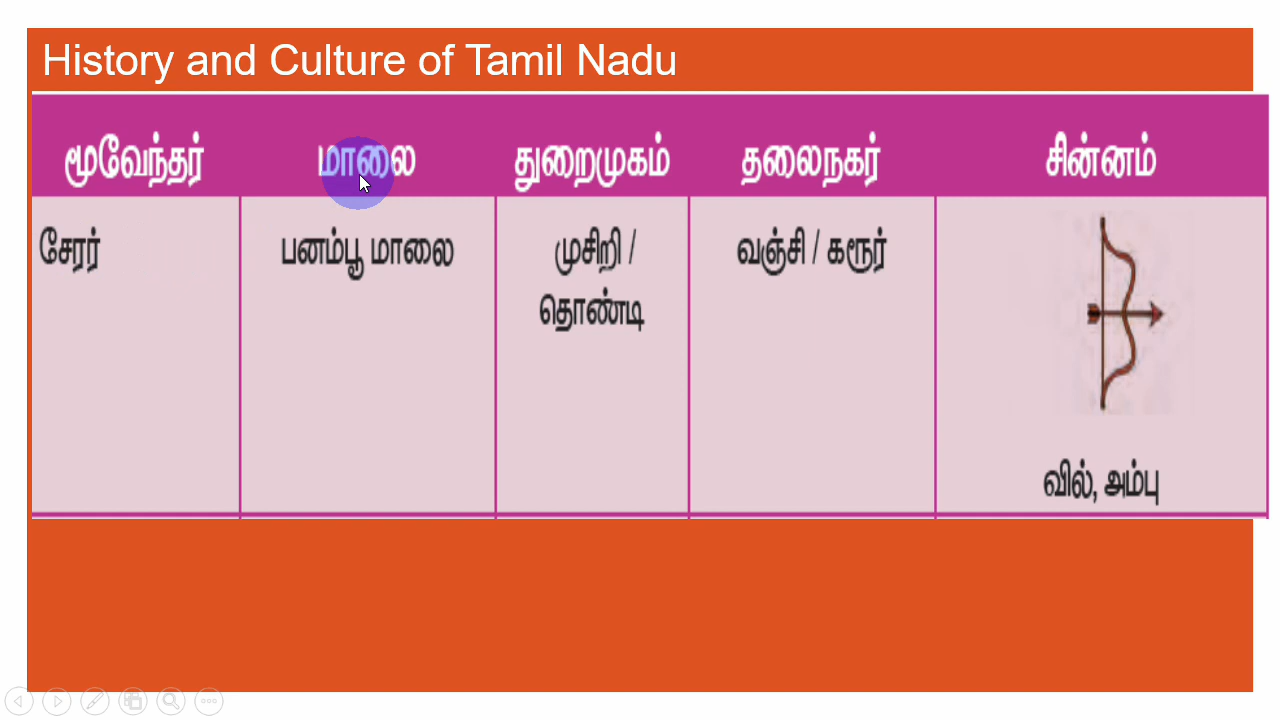 History and Culture of Tamil Nadu
மூவேந்தர் மாலை துறைமுகம் தலைநகர் சின்னம்
சேரர் பனம்பூ மாலை முசிறி / வஞ்சி / கரூர்
தொண்டி
வில், அம்பு